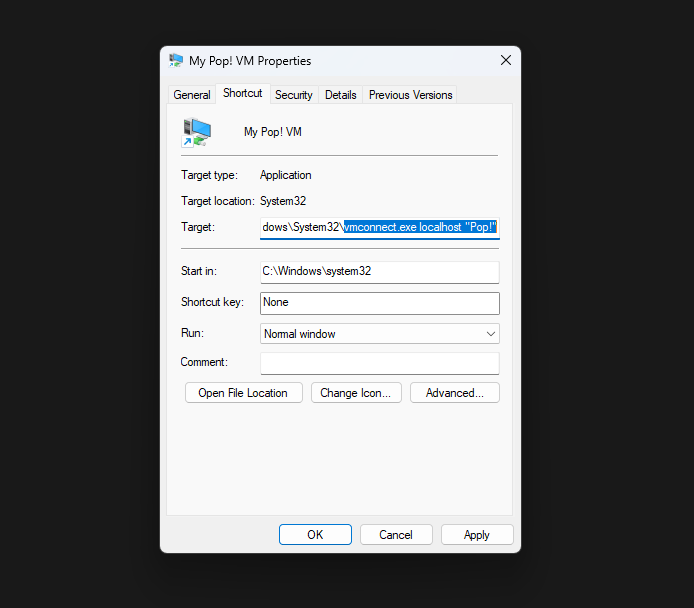 My Pop! VM Properties
General Shortcut Security Details Previous Versions
My Pop! VM
Target type: Application
Target location: System32
Target: dows\System32\vmconnect.exe localhost "Pop!"
Start in: C:\Windows\system32
Shortcut key: None
Run: Normal window
Comment:
Open File Location Change Icon... Advanced...
OK Cancel Apply